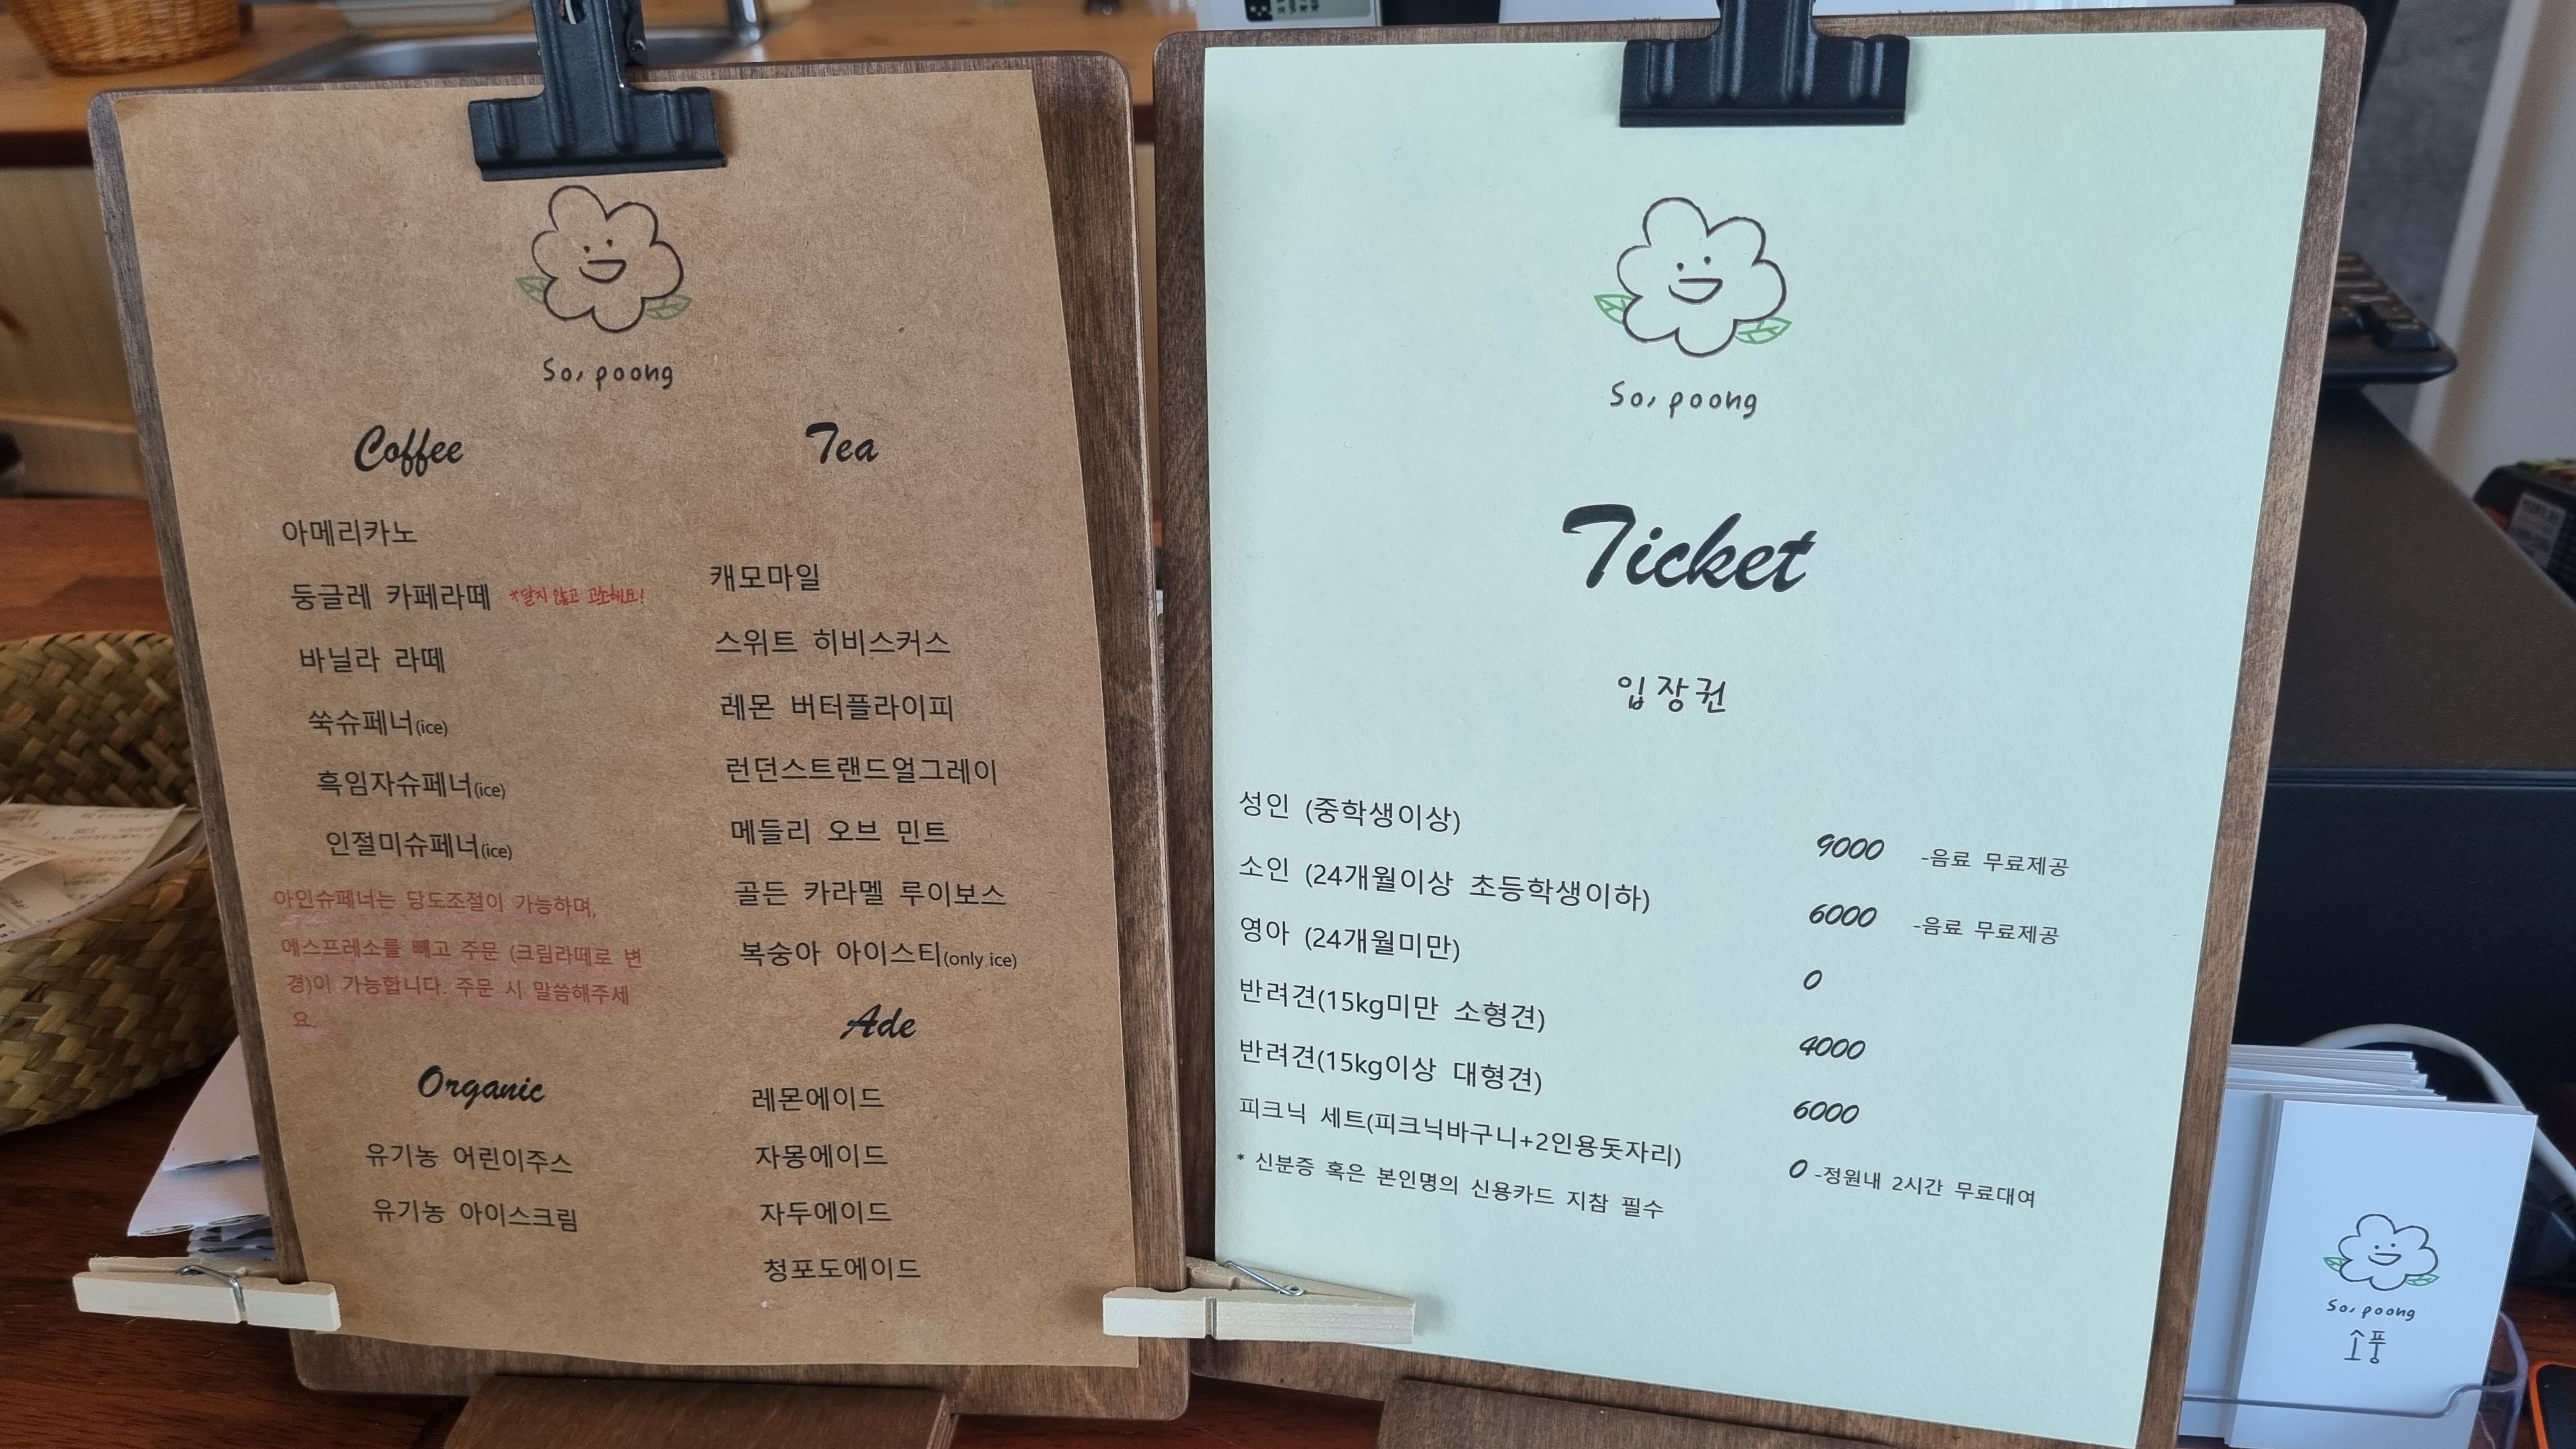 So, poong
Coffee
아메리카노
둥글레 카페라떼 *달지 않고 고소해요!
바닐라 라떼
쑥슈페너(ice)
흑임자슈페너(ice)
인절미슈페너(ice)
아인슈페너는 당도조절이 가능하며,
에스프레소를 빼고 주문 (크림라떼로 변
경)이 가능합니다. 주문 시 말씀해주세
요.
Organic
유기농 어린이주스
유기농 아이스크림
Tea
캐모마일
스위트 히비스커스
레몬 버터플라이피
런던스트랜드얼그레이
메들리 오브 민트
골든 카라멜 루이보스
복숭아 아이스티(only ice)
Ade
레몬에이드
자몽에이드
자두에이드
청포도에이드
So, poong
Ticket
입장권
성인 (중학생이상) 9000 -음료 무료제공
소인 (24개월이상 초등학생이하) 6000 -음료 무료제공
영아 (24개월미만) 0
반려견(15kg미만 소형견) 4000
반려견(15kg이상 대형견) 6000
피크닉 세트(피크닉바구니+2인용돗자리) 0 -정원내 2시간 무료대여
* 신분증 혹은 본인명의 신용카드 지참 필수
So, poong
소풍